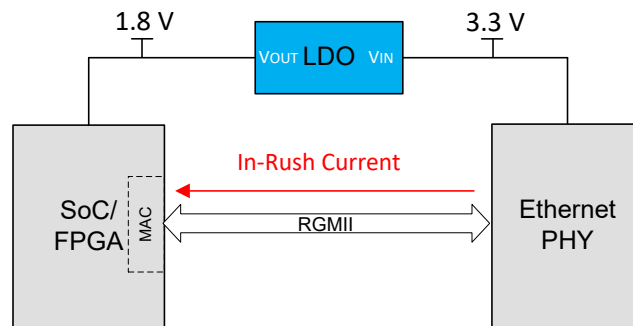 1.8 V
3.3 V
VOUT LDO VIN
In-Rush Current
SoC/
FPGA
MAC
RGMII
Ethernet
PHY